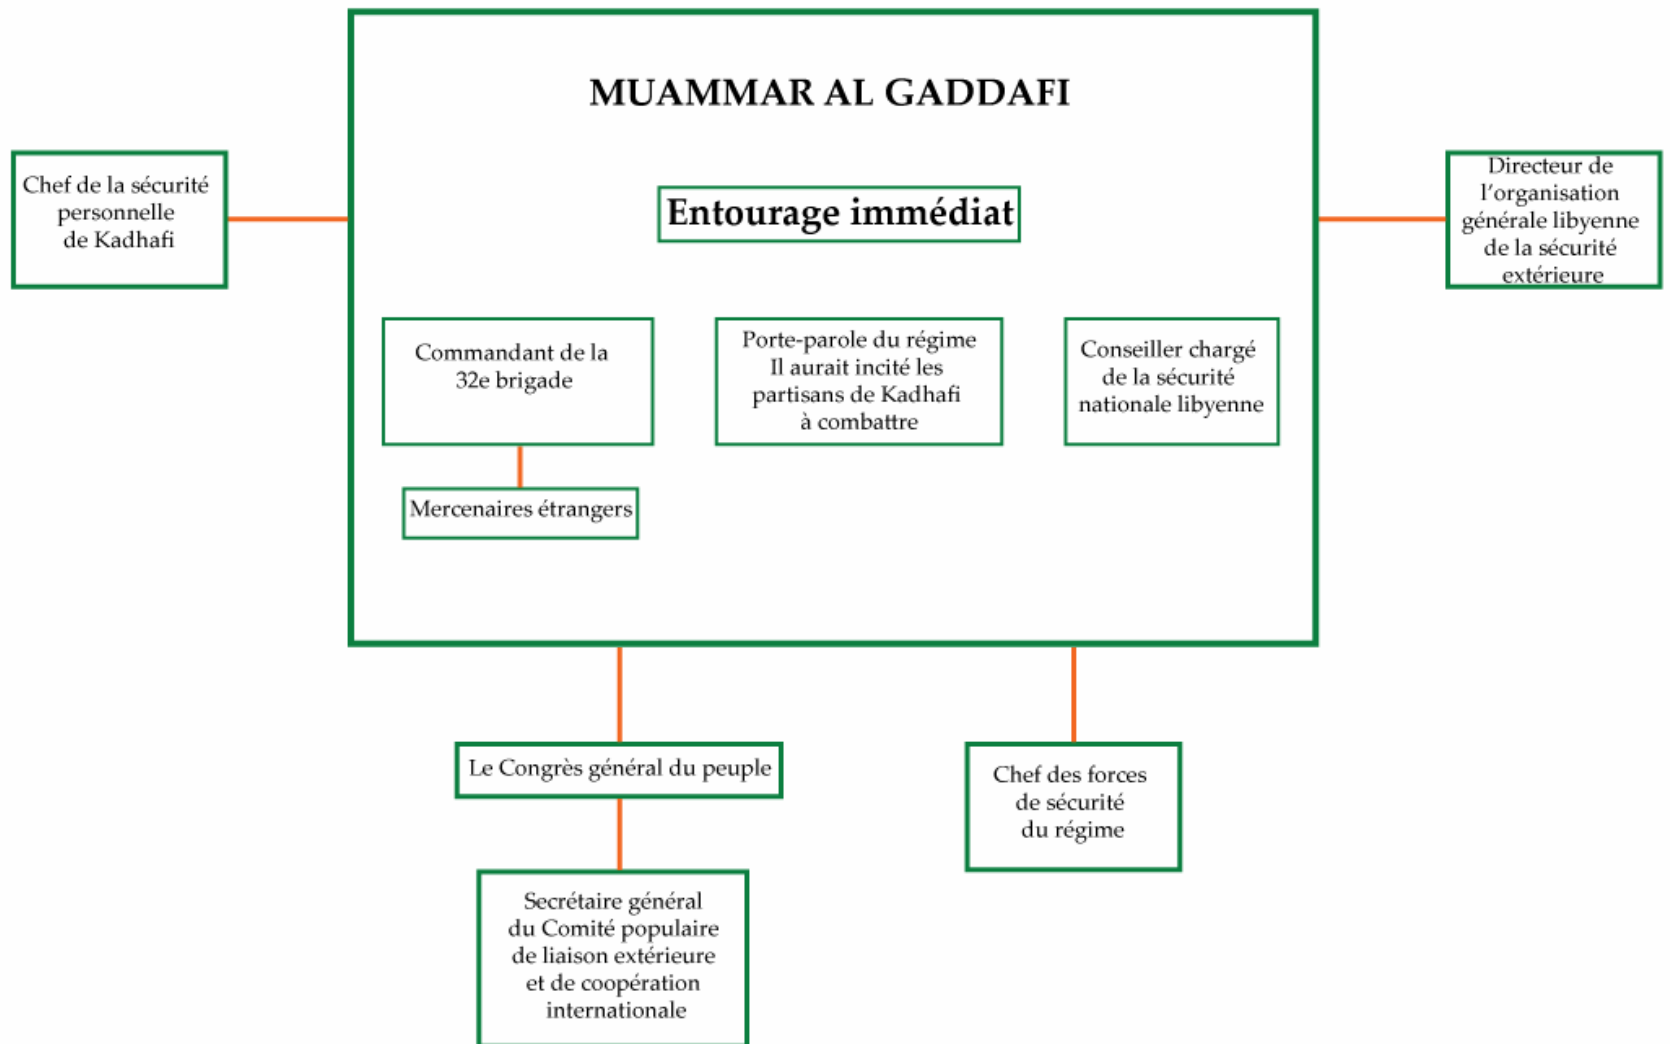 MUAMMAR AL GADDAFI
Chef de la sécurité
personnelle
de Kadhafi
Entourage immédiat
Directeur de
l'organisation
générale libyenne
de la sécurité
extérieure
Commandant de la
32e brigade
Porte-parole du régime
Il aurait incité les
partisans de Kadhafi
à combattre
Conseiller chargé
de la sécurité
nationale libyenne
Mercenaires étrangers
Le Congrès général du peuple
Chef des forces
de sécurité
du régime
Secrétaire général
du Comité populaire
de liaison extérieure
et de coopération
internationale